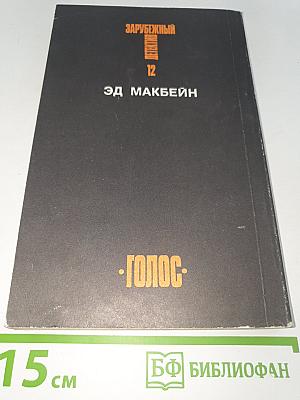 ЗАРУБЕЖНЫЙ
ДЕТЕКТИВ
12
ЭД МАКБЕЙН
·ГОЛОС·
15 см
БФ БИБЛИОФАН